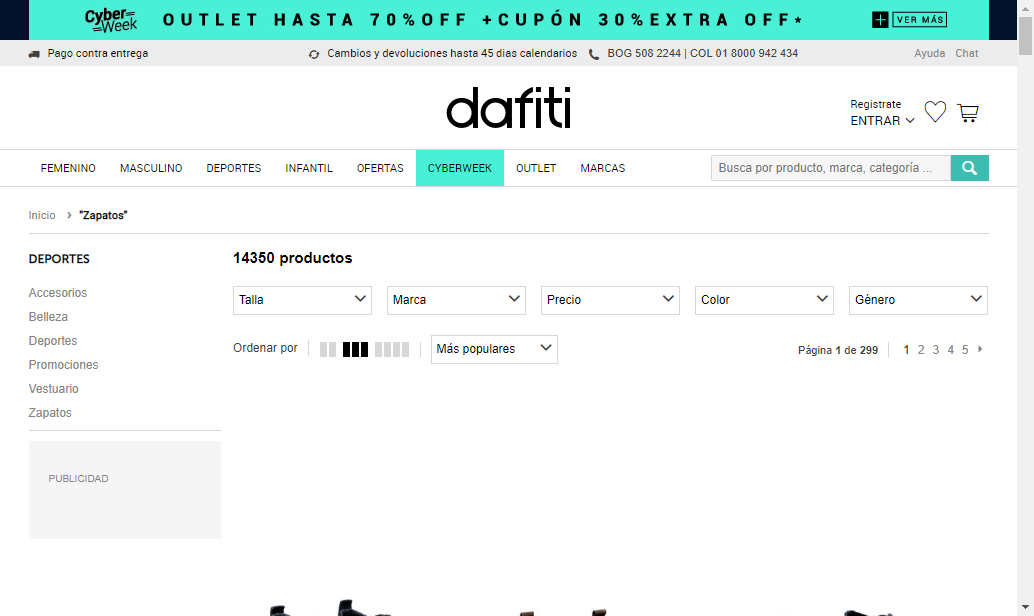 Cyber Week OUTLET HASTA 70%OFF +CUPÓN 30%EXTRA OFF* VER MÁS
Pago contra entrega Cambios y devoluciones hasta 45 dias calendarios BOG 508 2244 | COL 01 8000 942 434 Ayuda Chat
dafiti
Registrate
ENTRAR
FEMENINO MASCULINO DEPORTES INFANTIL OFERTAS CYBERWEEK OUTLET MARCAS Busca por producto, marca, categoría ...
Inicio > "Zapatos"
DEPORTES
Accesorios
Belleza
Deportes
Promociones
Vestuario
Zapatos
PUBLICIDAD
14350 productos
Talla Marca Precio Color Género
Ordenar por Más populares Página 1 de 299 1 2 3 4 5